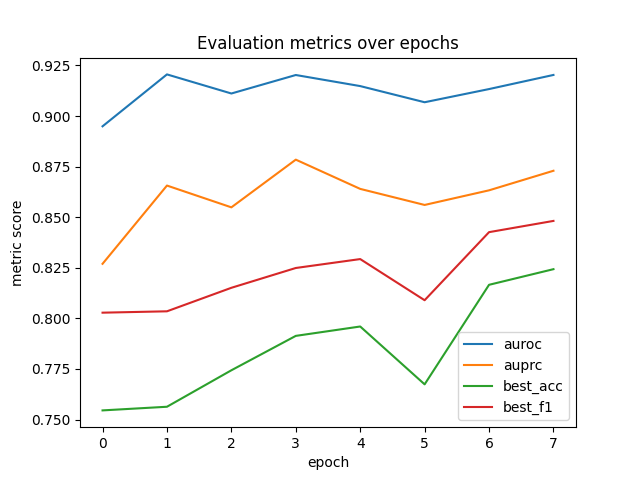 Evaluation metrics over epochs
metric score
0.925
0.900
0.875
0.850
0.825
0.800
0.775
0.750
auroc
auprc
best_acc
best_f1
0 1 2 3 4 5 6 7
epoch